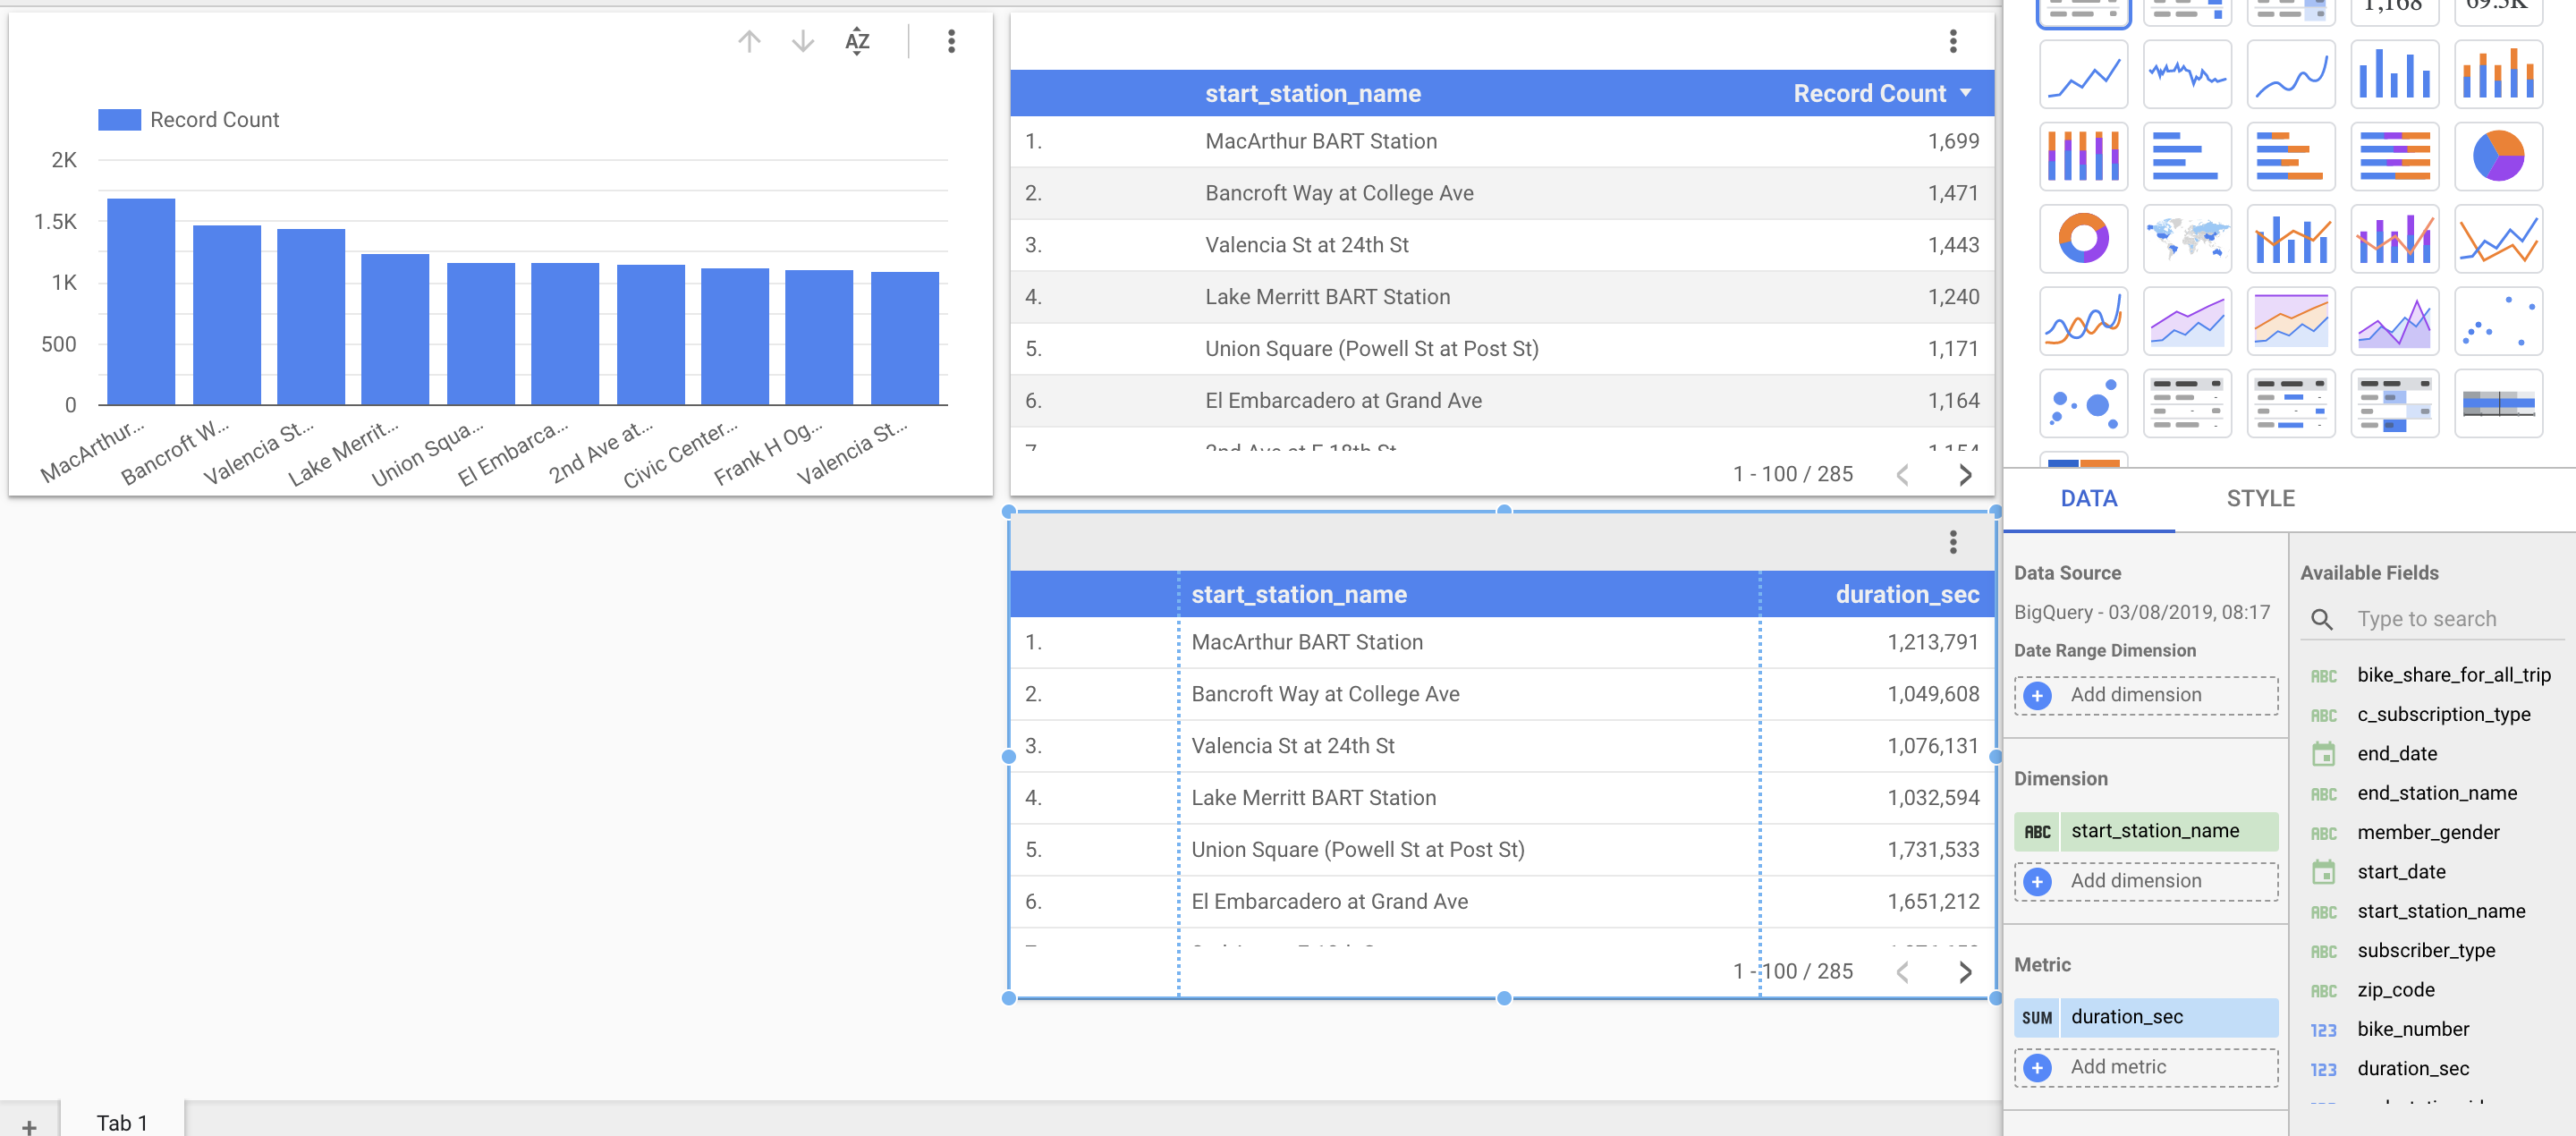 Record Count
2K
1.5K
1K
500
0
MacArthur...
Bancroft W...
Valencia St...
Lake Merrit...
Union Squa...
El Embarca...
2nd Ave at...
Civic Center...
Frank H Og...
Valencia St...
start_station_name Record Count
1. MacArthur BART Station 1,699
2. Bancroft Way at College Ave 1,471
3. Valencia St at 24th St 1,443
4. Lake Merritt BART Station 1,240
5. Union Square (Powell St at Post St) 1,171
6. El Embarcadero at Grand Ave 1,164
7. 2nd Ave at E 18th St 1,154
1 - 100 / 285
start_station_name duration_sec
1. MacArthur BART Station 1,213,791
2. Bancroft Way at College Ave 1,049,608
3. Valencia St at 24th St 1,076,131
4. Lake Merritt BART Station 1,032,594
5. Union Square (Powell St at Post St) 1,731,533
6. El Embarcadero at Grand Ave 1,651,212
1 - 100 / 285
Tab 1
1,168
69.3K
DATA STYLE
Data Source
BigQuery - 03/08/2019, 08:17
Date Range Dimension
Add dimension
Dimension
ABC start_station_name
Add dimension
Metric
SUM duration_sec
Add metric
Available Fields
Type to search
ABC bike_share_for_all_trip
ABC c_subscription_type
end_date
ABC end_station_name
ABC member_gender
start_date
ABC start_station_name
ABC subscriber_type
ABC zip_code
123 bike_number
123 duration_sec